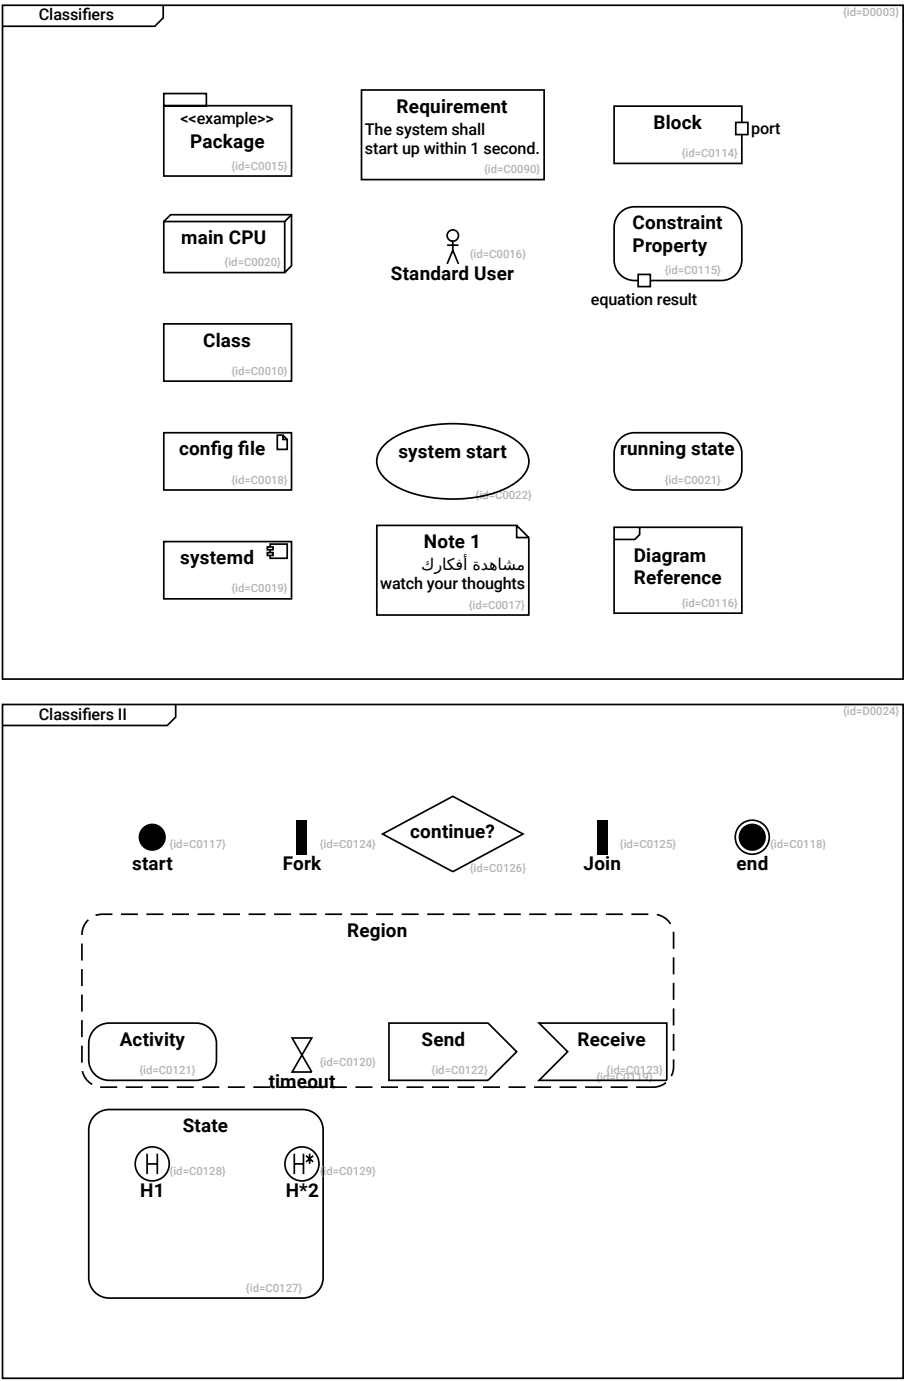 Classifiers
{id=D0003}
<<example>>
Package
{id=C0015}
Requirement
The system shall
start up within 1 second.
{id=C0090}
Block
port
{id=C0114}
main CPU
{id=C0020}
{id=C0016}
Standard User
Constraint
Property
{id=C0115}
equation result
Class
{id=C0010}
config file
{id=C0018}
system start
{id=C0022}
running state
{id=C0021}
systemd
{id=C0019}
Note 1
مشاهدة أفكارك
watch your thoughts
{id=C0017}
Diagram
Reference
{id=C0116}
Classifiers II
{id=D0024}
{id=C0117}
start
{id=C0124}
Fork
continue?
{id=C0126}
{id=C0125}
Join
{id=C0118}
end
Region
Activity
{id=C0121}
{id=C0120}
timeout
Send
{id=C0122}
Receive
{id=C0123}
{id=C0119}
State
H
{id=C0128}
H1
H*
{id=C0129}
H*2
{id=C0127}